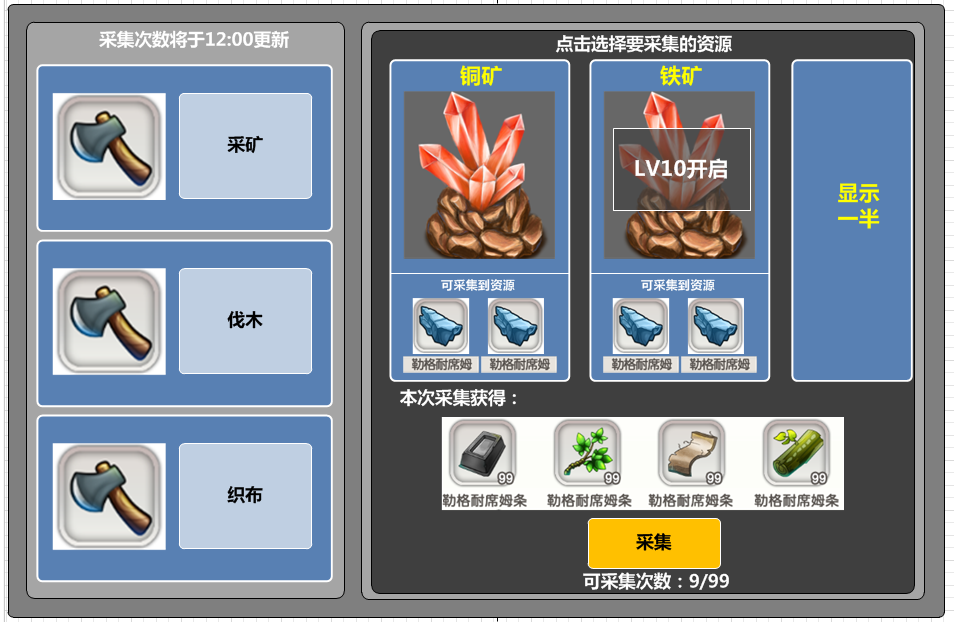 采集次数将于12:00更新
采矿
伐木
织布
点击选择要采集的资源
铜矿
铁矿
LV10开启
显示
一半
可采集到资源
可采集到资源
勒格耐席姆
勒格耐席姆
勒格耐席姆
勒格耐席姆
本次采集获得：
99
99
99
99
勒格耐席姆条
勒格耐席姆条
勒格耐席姆条
勒格耐席姆条
采集
可采集次数：9/99